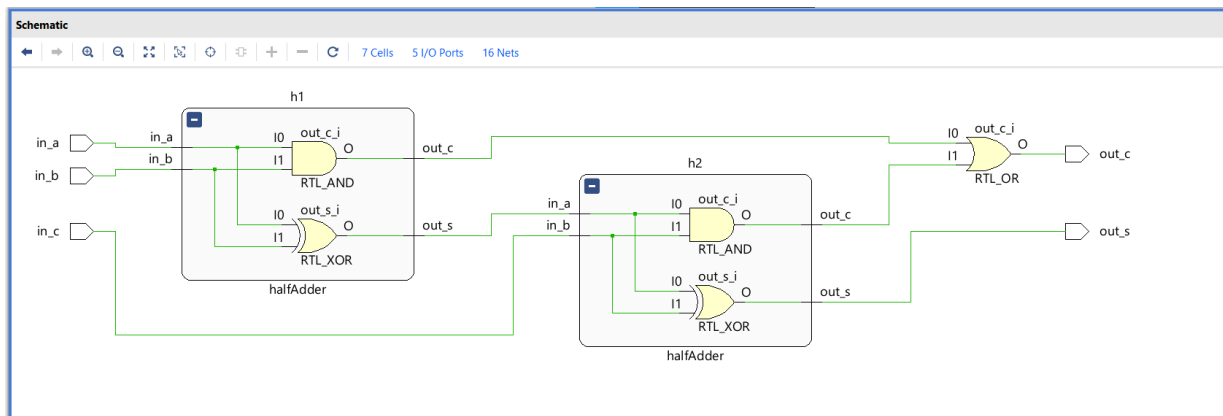 Schematic
7 Cells 5 I/O Ports 16 Nets
h1
in_a in_a I0 out_c_i O out_c
in_b in_b I1
RTL_AND
in_c I0 out_s_i O out_s
I1
RTL_XOR
halfAdder
h2
in_a I0 out_c_i O out_c
in_b I1
RTL_AND
I0 out_s_i O out_s
I1
RTL_XOR
halfAdder
I0 out_c_i O out_c
I1
RTL_OR
out_s